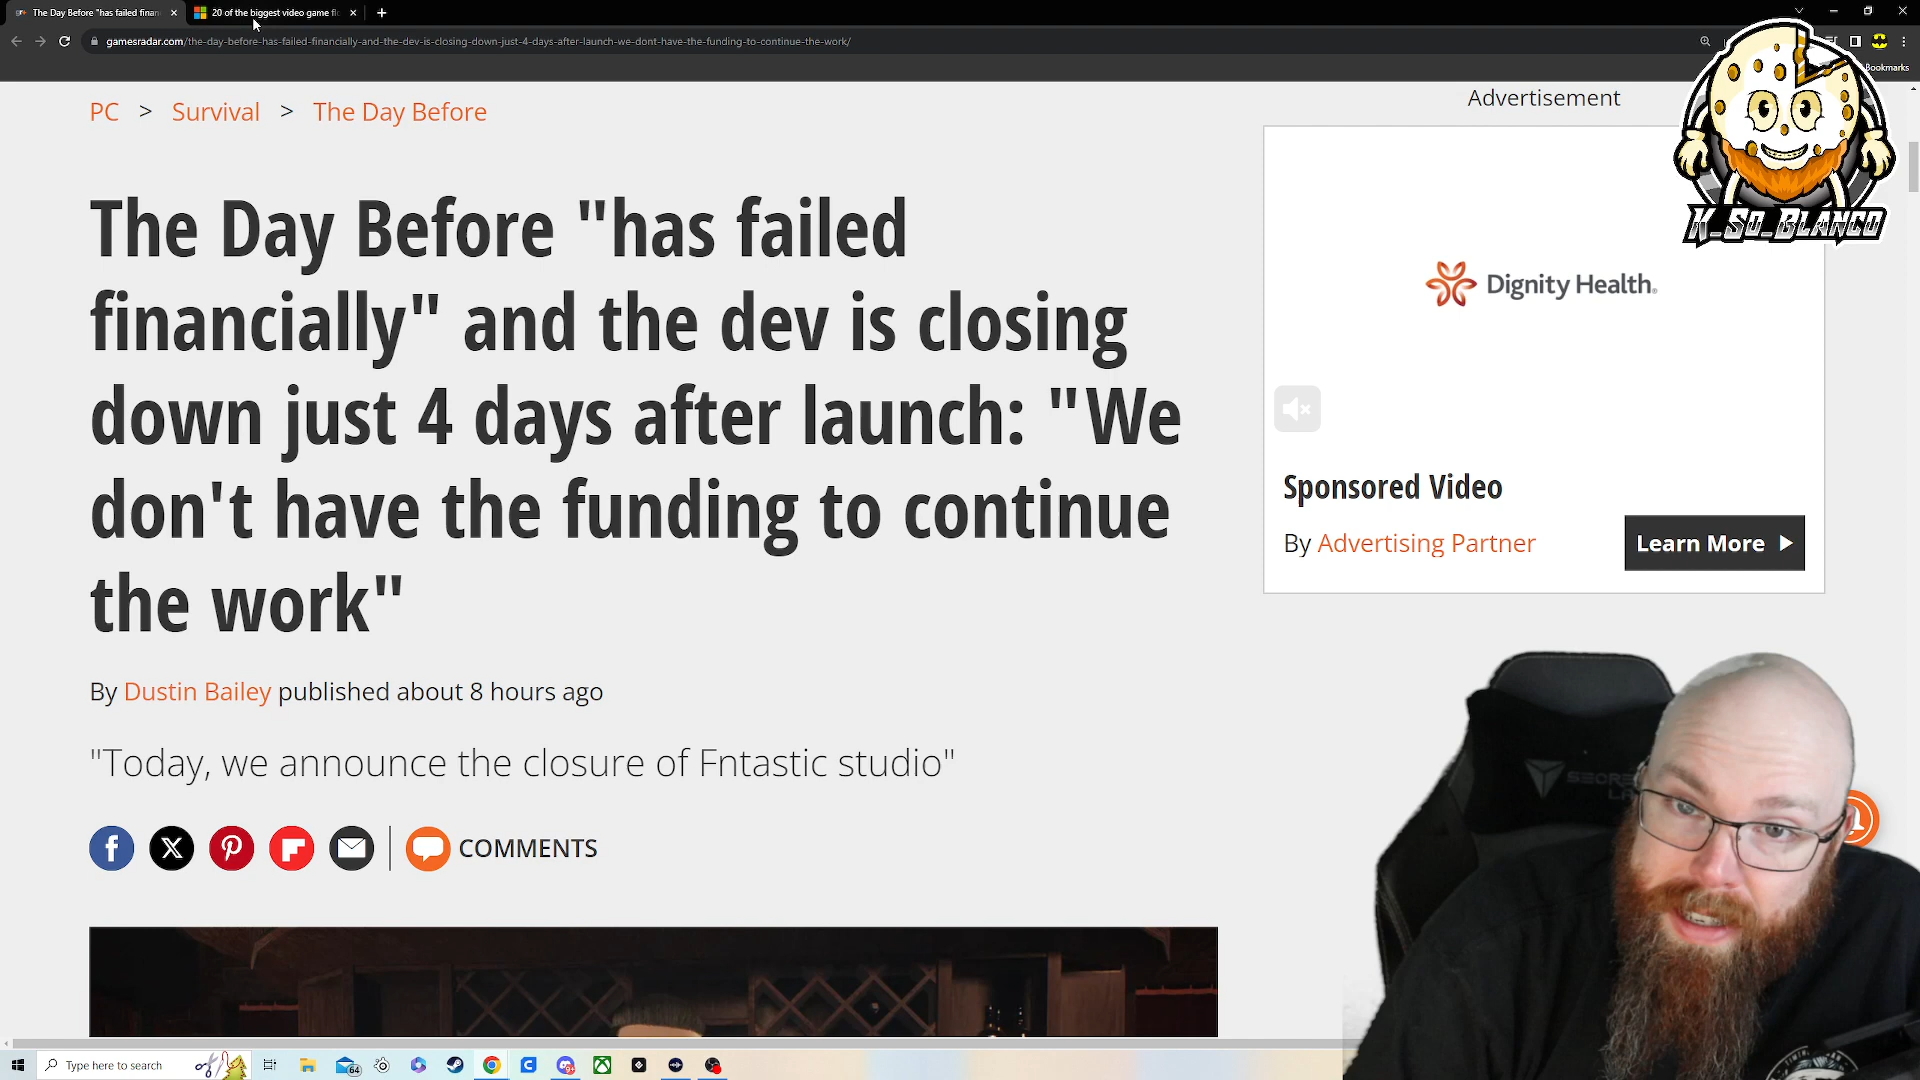 The Day Before "has failed finan
20 of the biggest video game fl
gamesradar.com/the-day-before-has-failed-financially-and-the-dev-is-closing-down-just-4-days-after-launch-we-dont-have-the-funding-to-continue-the-work/
Bookmarks
PC > Survival > The Day Before
Advertisement
K_So_Blanco
The Day Before "has failed
financially" and the dev is closing
down just 4 days after launch: "We
don't have the funding to continue
the work"
Dignity Health.
Sponsored Video
By Advertising Partner
Learn More
By Dustin Bailey published about 8 hours ago
"Today, we announce the closure of Fntastic studio"
COMMENTS
Type here to search
64